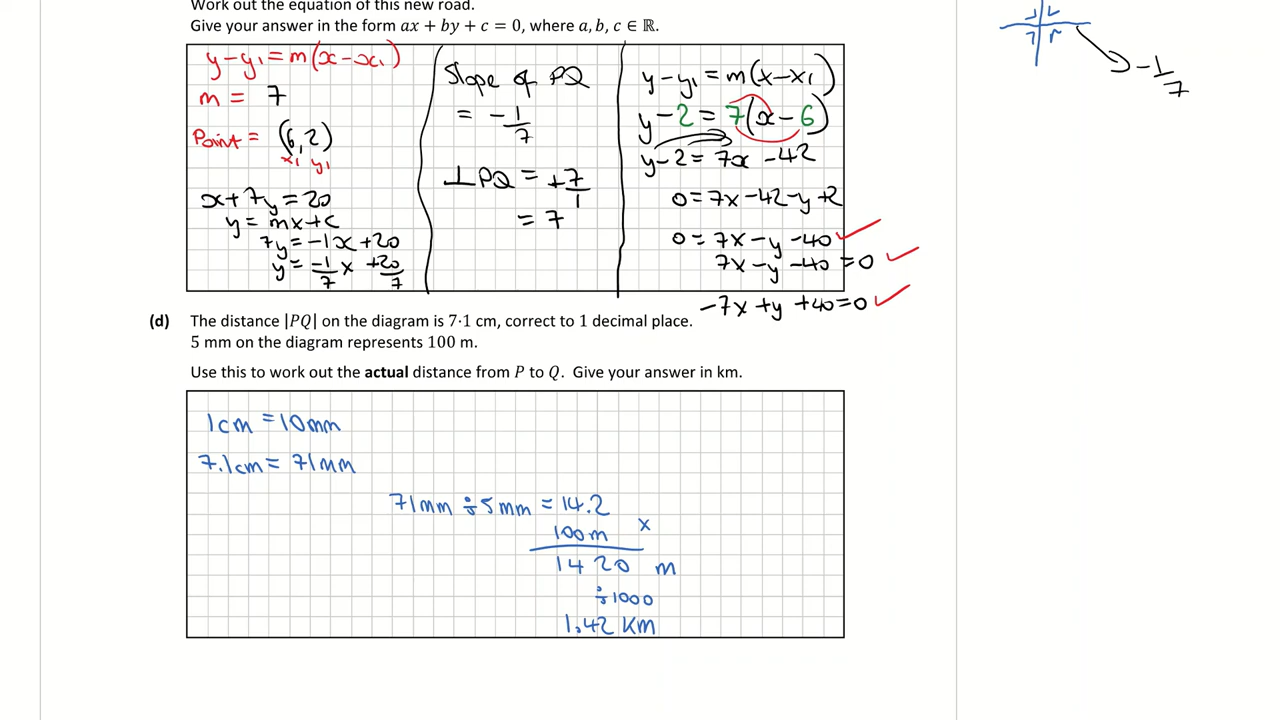 Work out the equation of this new road.
Give your answer in the form ax + by + c = 0, where a, b, c ∈ ℝ.
y - y₁ = m(x - x₁)
m = 7
Point = (6, 2)
x₁ y₁
x + 7y = 20
y = mx + c
7y = -1x + 20
y = -1/7 x + 20/7
Slope of PQ
= -1/7
⊥ PQ = +7/1
= 7
y - y₁ = m(x - x₁)
y - 2 = 7(x - 6)
y - 2 = 7x - 42
0 = 7x - 42 - y + 2
0 = 7x - y - 40
7x - y - 40 = 0
-7x + y + 40 = 0
-1/7
(d) The distance |PQ| on the diagram is 7·1 cm, correct to 1 decimal place.
5 mm on the diagram represents 100 m.
Use this to work out the actual distance from P to Q. Give your answer in km.
1cm = 10mm
7.1cm = 71mm
71mm ÷ 5mm = 14.2
100m x
1420 m
÷1000
1.42 Km